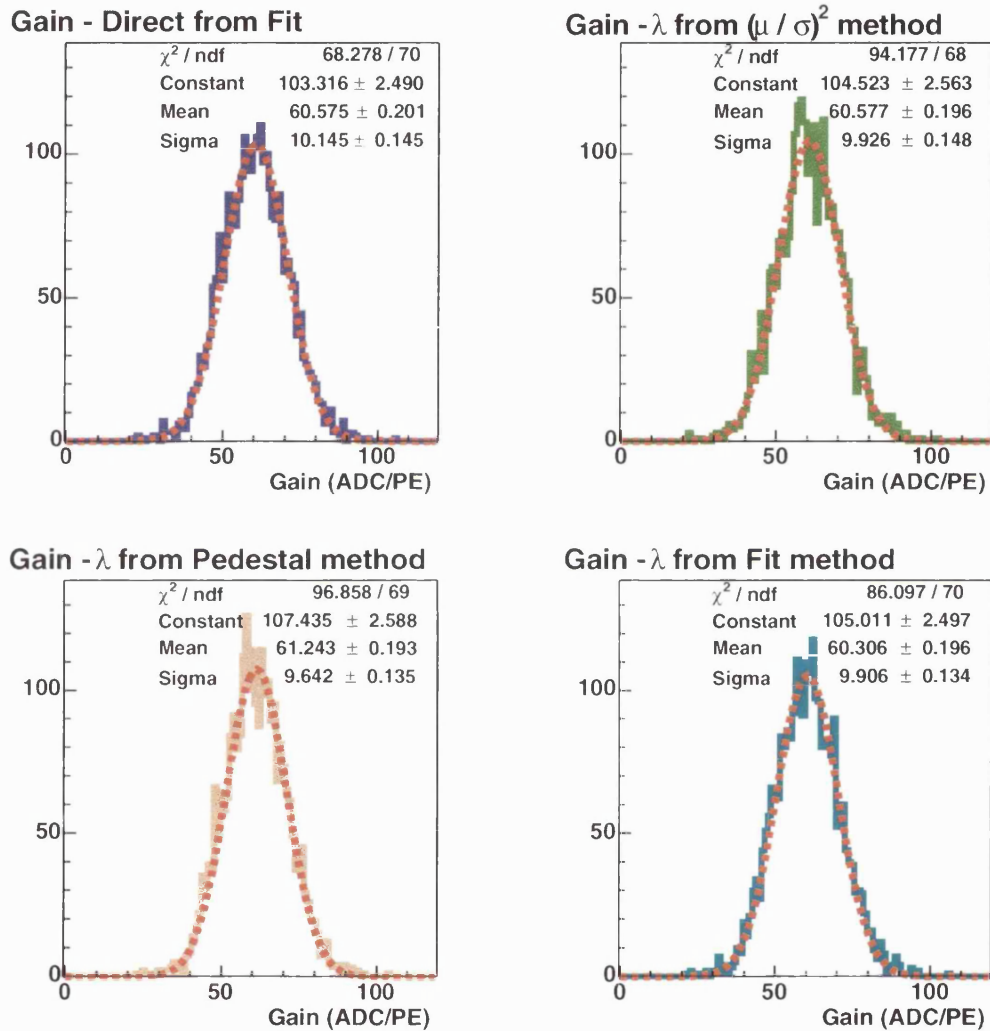 Gain - Direct from Fit
χ² / ndf 68.278 / 70
Constant 103.316 ± 2.490
Mean 60.575 ± 0.201
Sigma 10.145 ± 0.145
100
50
0
0 50 100
Gain (ADC/PE)
Gain - λ from (μ / σ)² method
χ² / ndf 94.177 / 68
Constant 104.523 ± 2.563
Mean 60.577 ± 0.196
Sigma 9.926 ± 0.148
100
50
0
0 50 100
Gain (ADC/PE)
Gain - λ from Pedestal method
χ² / ndf 96.858 / 69
Constant 107.435 ± 2.588
Mean 61.243 ± 0.193
Sigma 9.642 ± 0.135
100
50
0
0 50 100
Gain (ADC/PE)
Gain - λ from Fit method
χ² / ndf 86.097 / 70
Constant 105.011 ± 2.497
Mean 60.306 ± 0.196
Sigma 9.906 ± 0.134
100
50
0
0 50 100
Gain (ADC/PE)